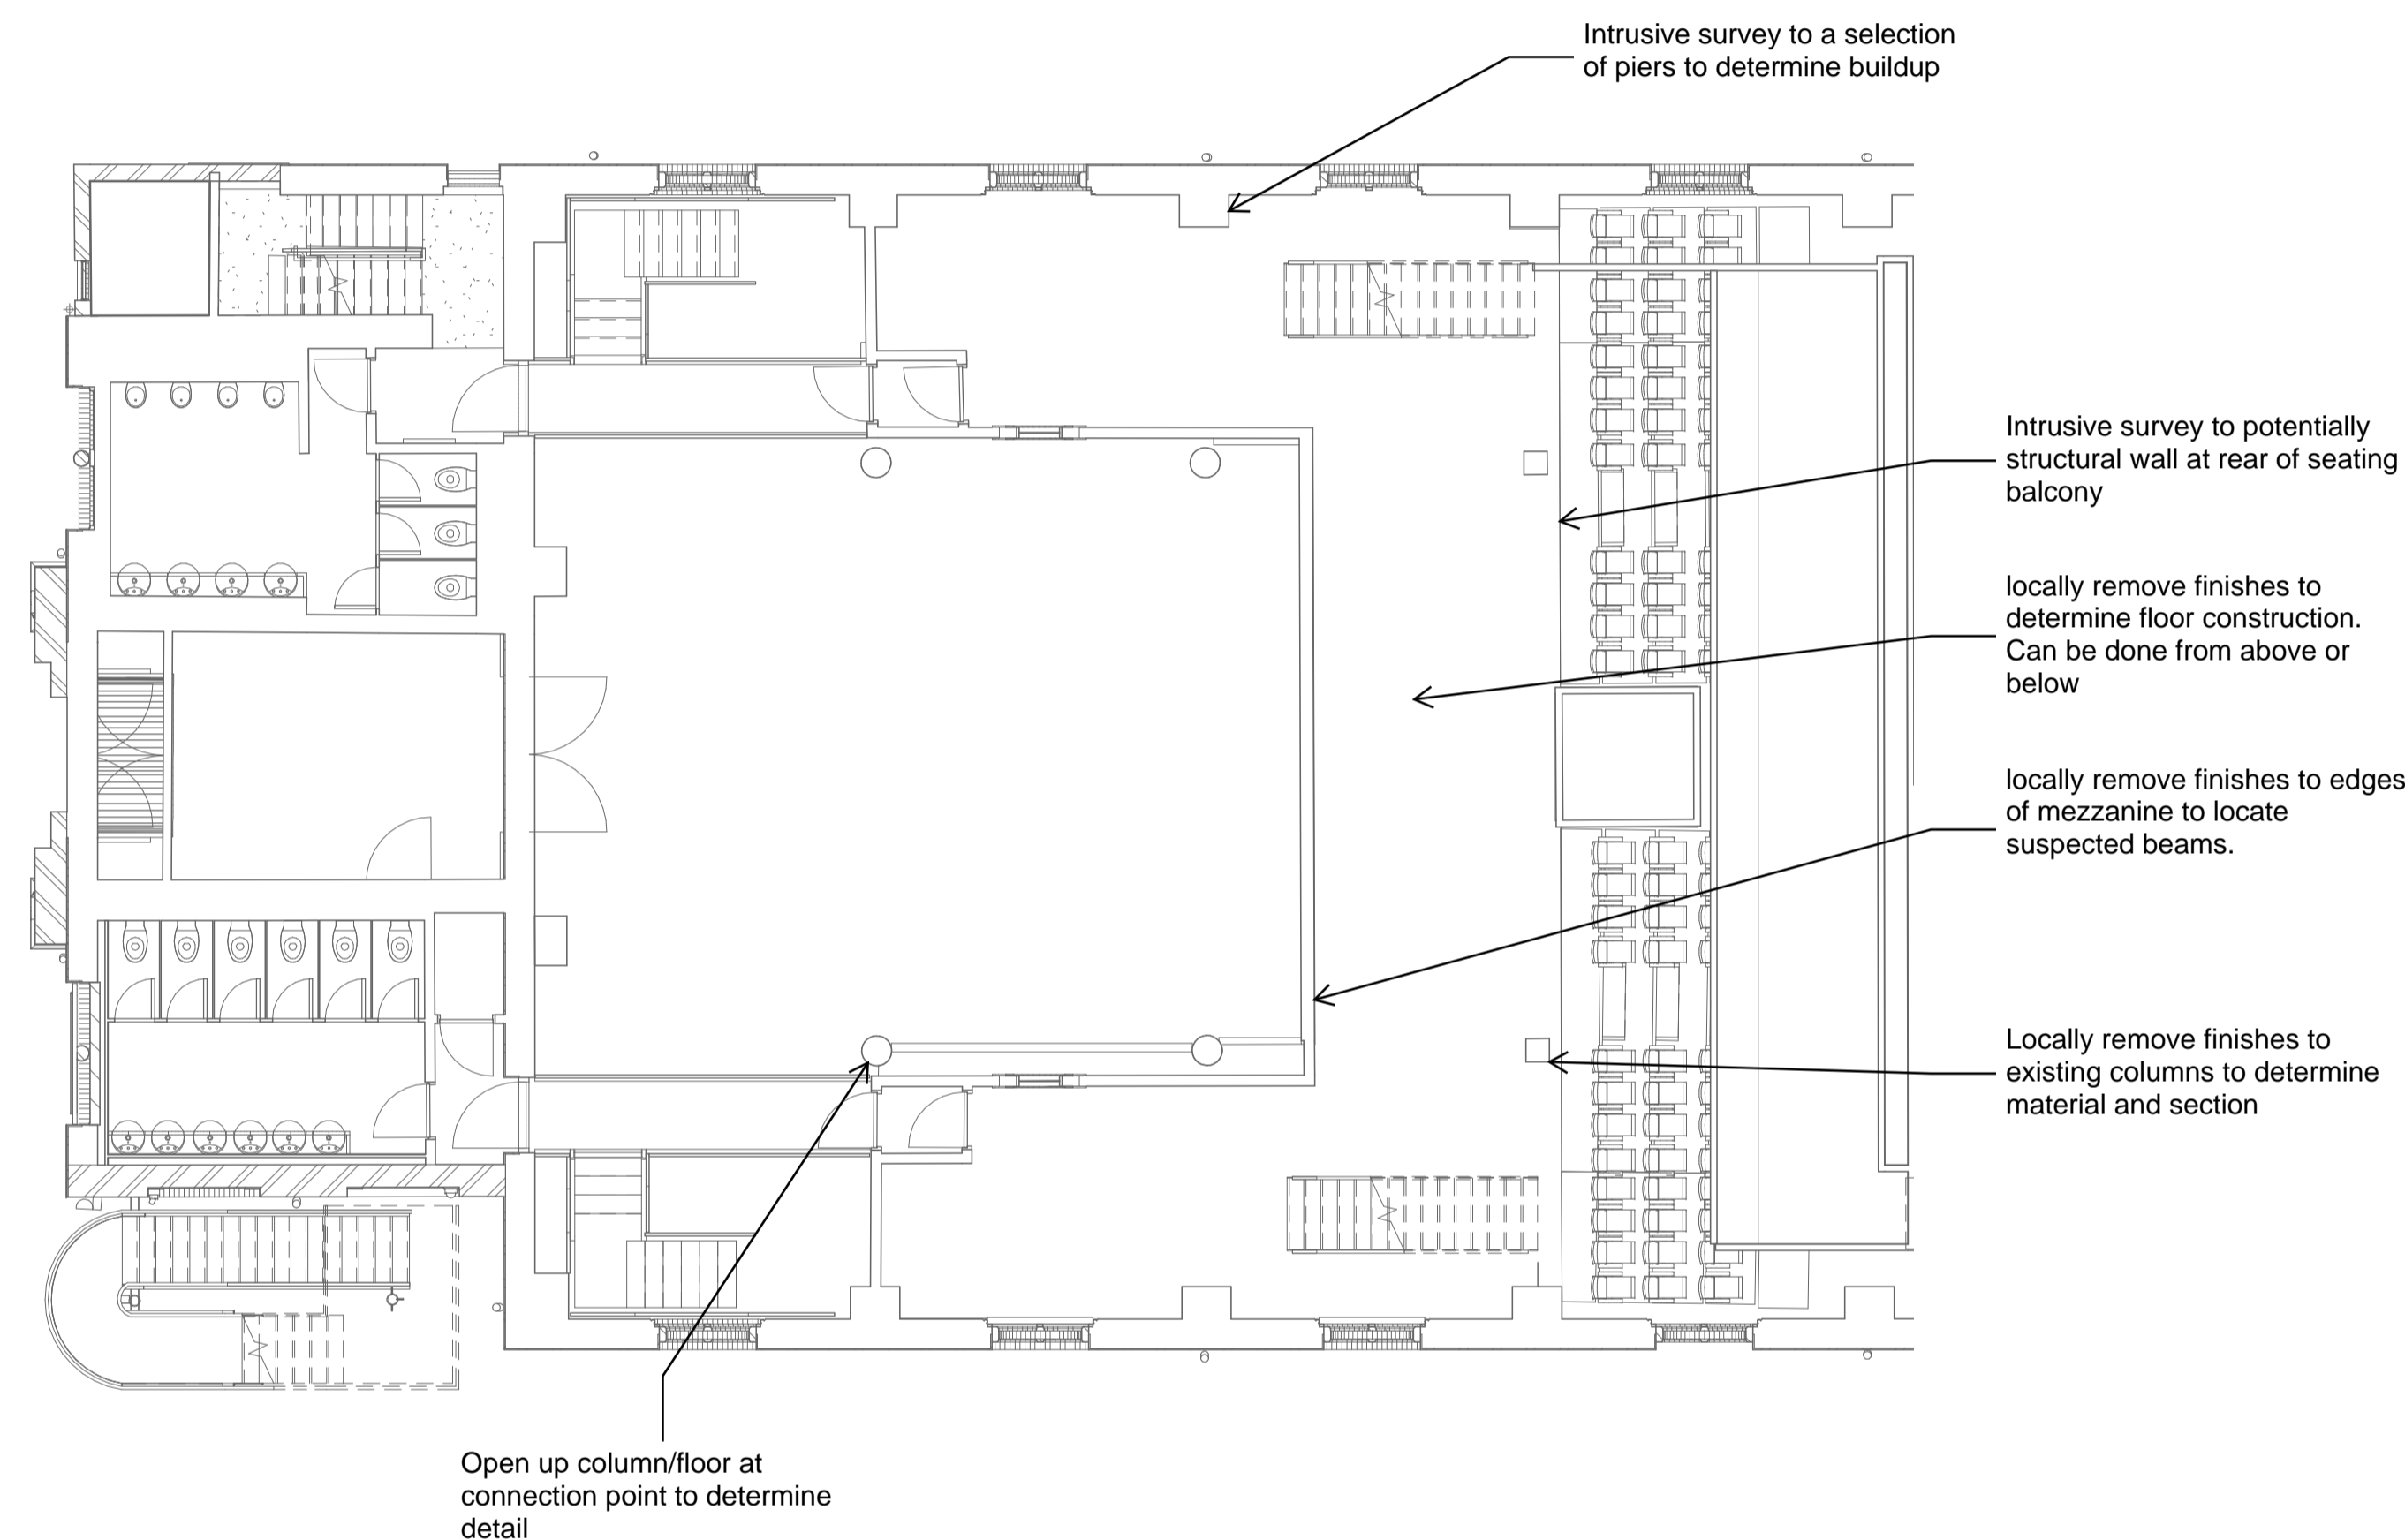 Intrusive survey to a selection
of piers to determine buildup
Intrusive survey to potentially
structural wall at rear of seating
balcony
locally remove finishes to
determine floor construction.
Can be done from above or
below
locally remove finishes to edges
of mezzanine to locate
suspected beams.
Locally remove finishes to
existing columns to determine
material and section
Open up column/floor at
connection point to determine
detail